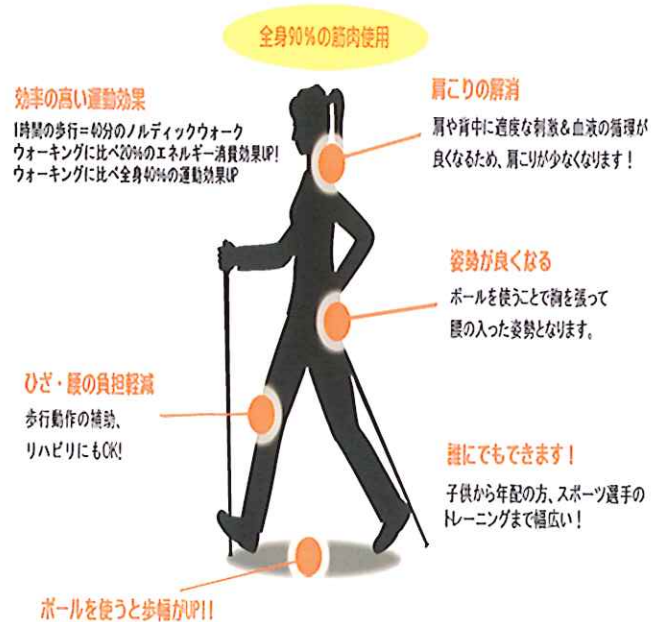 全身90%の筋肉使用
効率の高い運動効果
1時間の歩行=40分のノルディックウォーク
ウォーキングに比べ20%のエネルギー消費効果UP!
ウォーキングに比べ全身40%の運動効果UP
肩こりの解消
肩や背中に適度な刺激&血液の循環が
良くなるため、肩こりが少なくなります!
姿勢が良くなる
ポールを使うことで胸を張って
腰の入った姿勢となります。
ひざ・腰の負担軽減
歩行動作の補助、
リハビリにもOK!
誰にでもできます!
子供から年配の方、スポーツ選手の
トレーニングまで幅広い!
ポールを使うと歩幅がUP!!